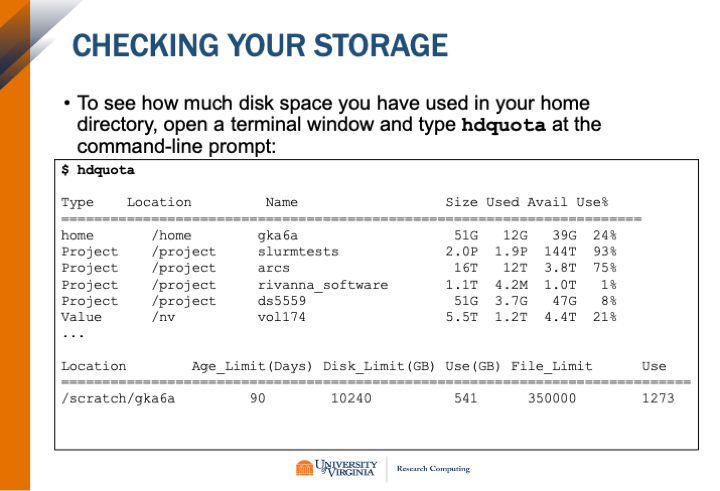 CHECKING YOUR STORAGE
• To see how much disk space you have used in your home
directory, open a terminal window and type hdquota at the
command-line prompt:
$ hdquota
Type Location Name Size Used Avail Use%
=======================================================================
home /home gka6a 51G 12G 39G 24%
Project /project slurmtests 2.0P 1.9P 144T 93%
Project /project arcs 16T 12T 3.8T 75%
Project /project rivanna_software 1.1T 4.2M 1.0T 1%
Project /project ds5559 51G 3.7G 47G 8%
Value /nv vol174 5.5T 1.2T 4.4T 21%
...
Location Age_Limit(Days) Disk_Limit(GB) Use(GB) File_Limit Use
=============================================================================
/scratch/gka6a 90 10240 541 350000 1273
UNIVERSITY of VIRGINIA
Research Computing